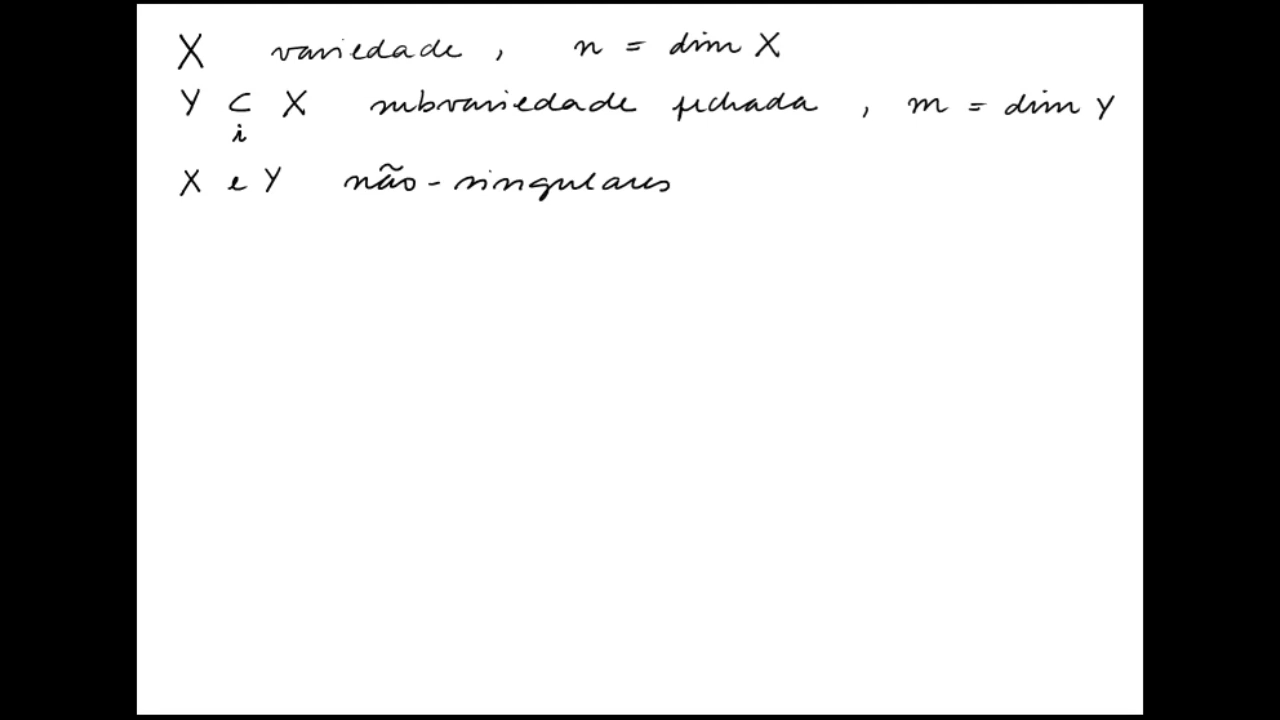 X variedade , n = dim X
Y ⊂ X subvariedade fechada , m = dim Y
i
X e Y não-singulares